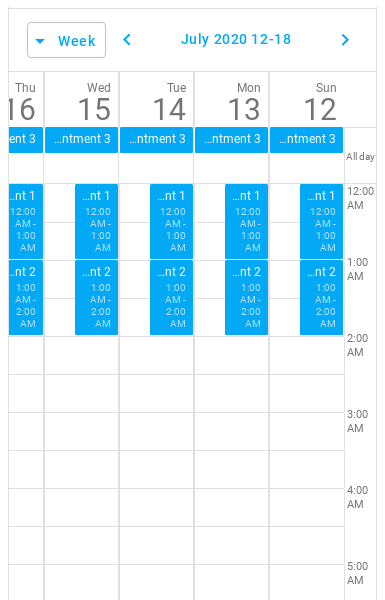 Week
July 2020 12-18
Sun
12
Mon
13
Tue
14
Wed
15
Thu
16
All day
...ntment 3
...ntment 3
...ntment 3
...ntment 3
ent 3
12:00
AM
...nt 1
12:00
AM -
1:00
AM
...nt 1
12:00
AM -
1:00
AM
...nt 1
12:00
AM -
1:00
AM
...nt 1
12:00
AM -
1:00
AM
...nt 1
12:00
AM -
1:00
AM
1:00
AM
...nt 2
1:00
AM -
2:00
AM
...nt 2
1:00
AM -
2:00
AM
...nt 2
1:00
AM -
2:00
AM
...nt 2
1:00
AM -
2:00
AM
...nt 2
1:00
AM -
2:00
AM
2:00
AM
3:00
AM
4:00
AM
5:00
AM